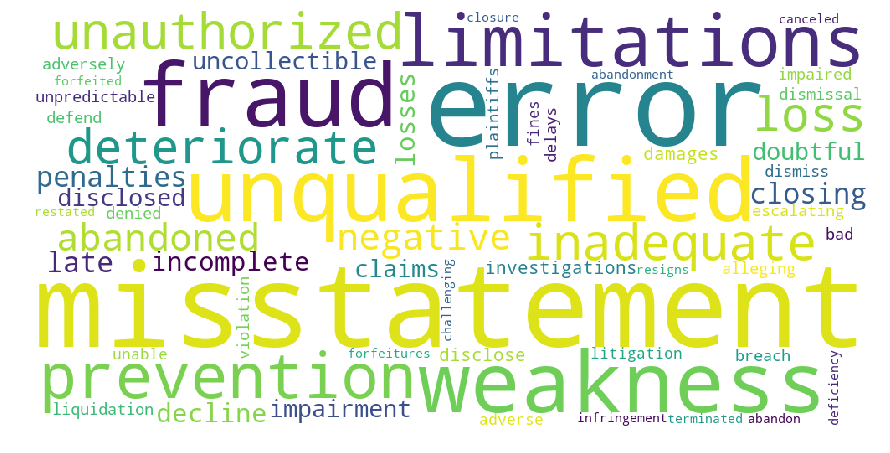 unauthorized
limitations
closure
canceled
adversely
uncollectible
forfeited
fraud
error
abandonment
impaired
unpredictable
losses
plaintiffs
fines
delays
dismissal
defend
loss
deteriorate
damages
doubtful
penalties
unqualified
dismiss
disclosed
closing
restated
denied
escalating
abandoned
negative
inadequate
bad
late
incomplete
claims
challenging
investigations
resigns
alleging
violation
misstatement
unable
forfeitures
disclose
litigation
breach
deficiency
prevention
weakness
liquidation
decline
impairment
adverse
infringement
terminated
abandon